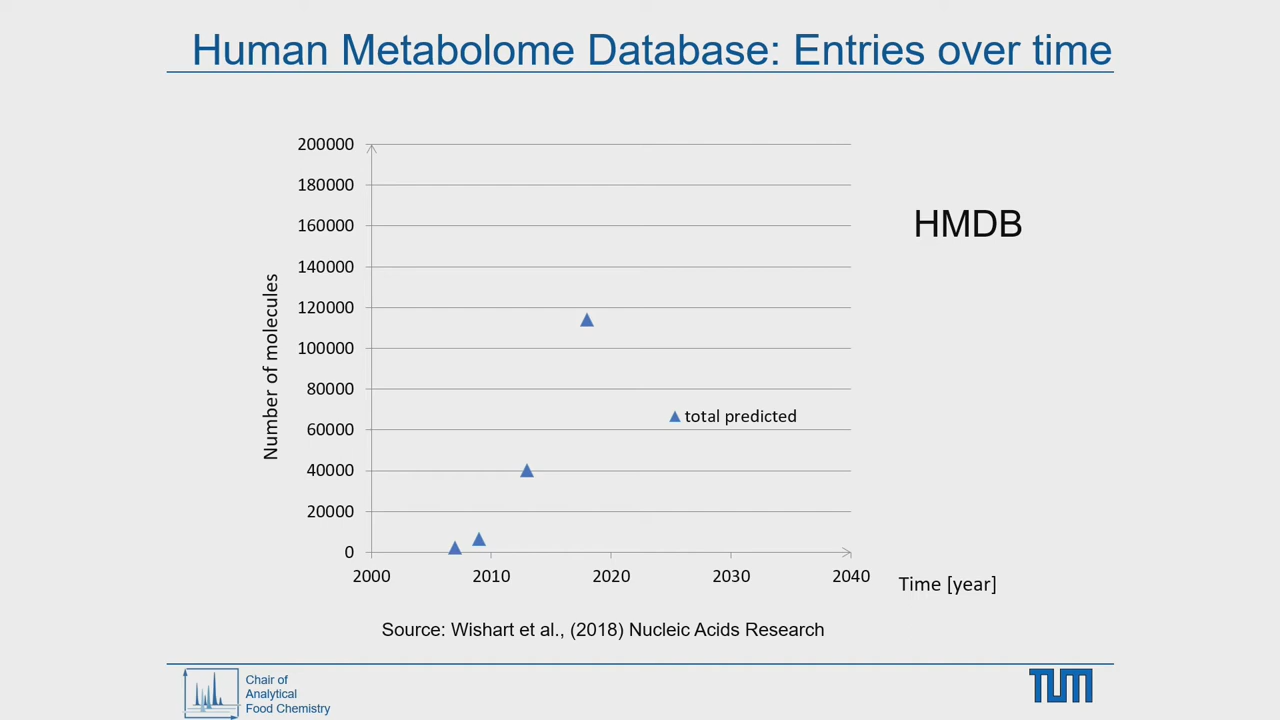 Human Metabolome Database: Entries over time
200000
180000
160000
140000
120000
100000
80000
60000
40000
20000
0
Number of molecules
HMDB
total predicted
2000 2010 2020 2030 2040
Time [year]
Source: Wishart et al., (2018) Nucleic Acids Research
Chair of
Analytical
Food Chemistry
TUM